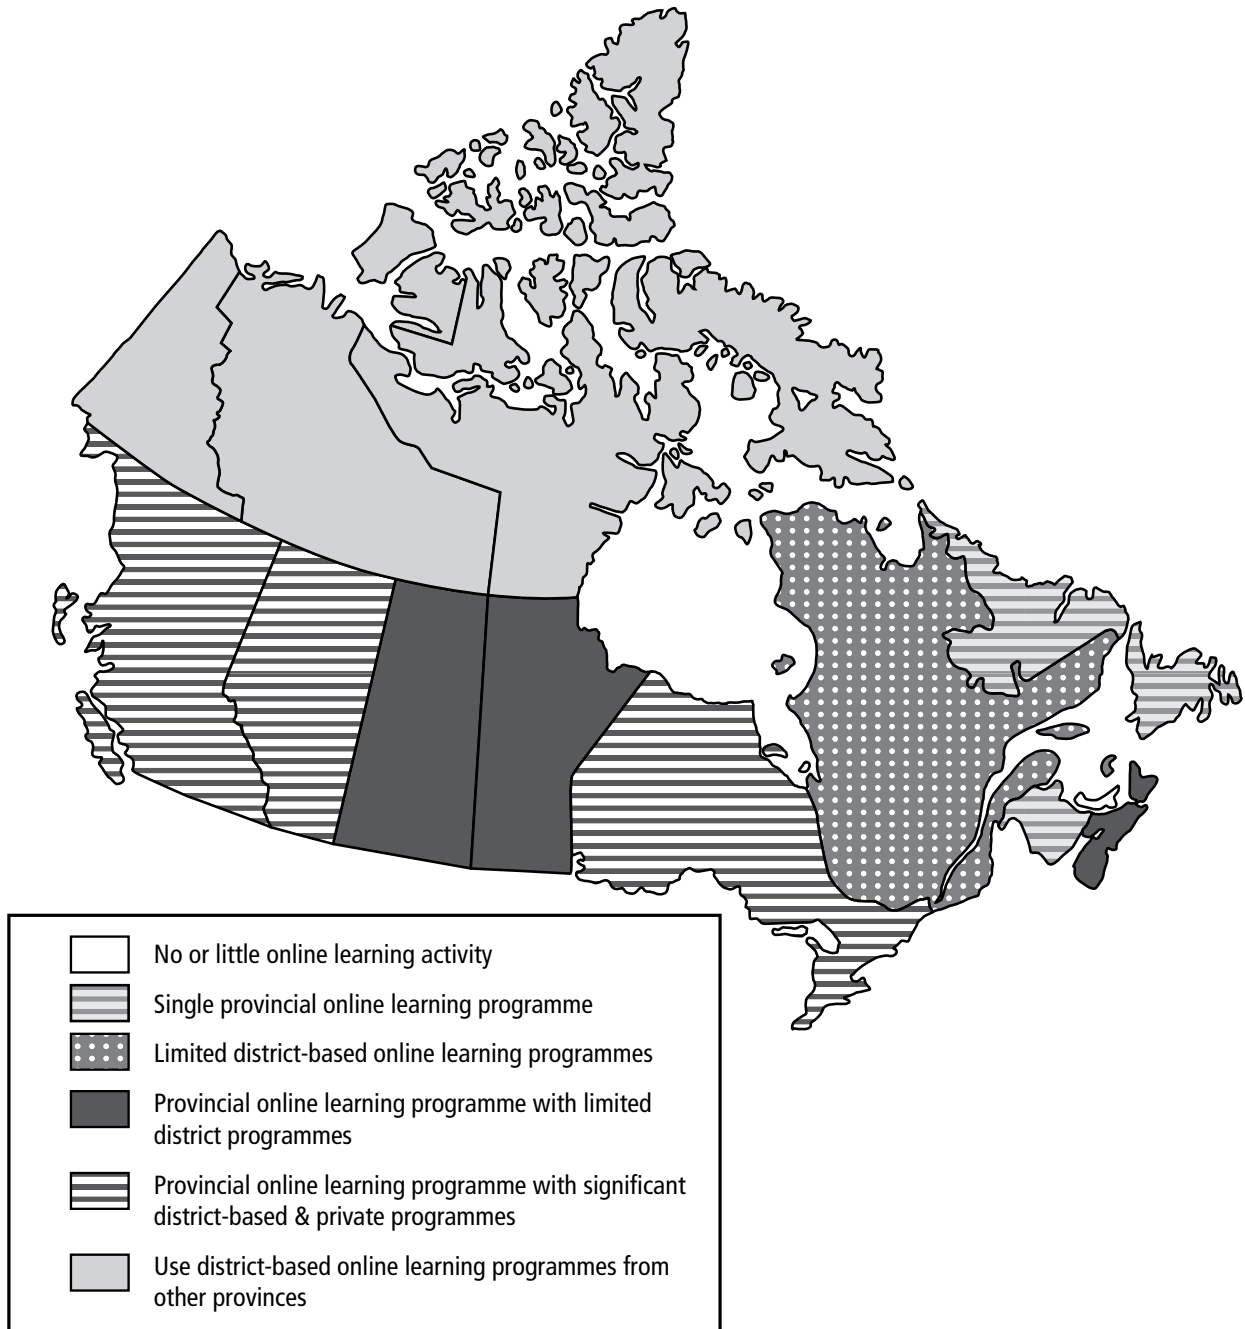 No or little online learning activity
Single provincial online learning programme
Limited district-based online learning programmes
Provincial online learning programme with limited
district programmes
Provincial online learning programme with significant
district-based & private programmes
Use district-based online learning programmes from
other provinces